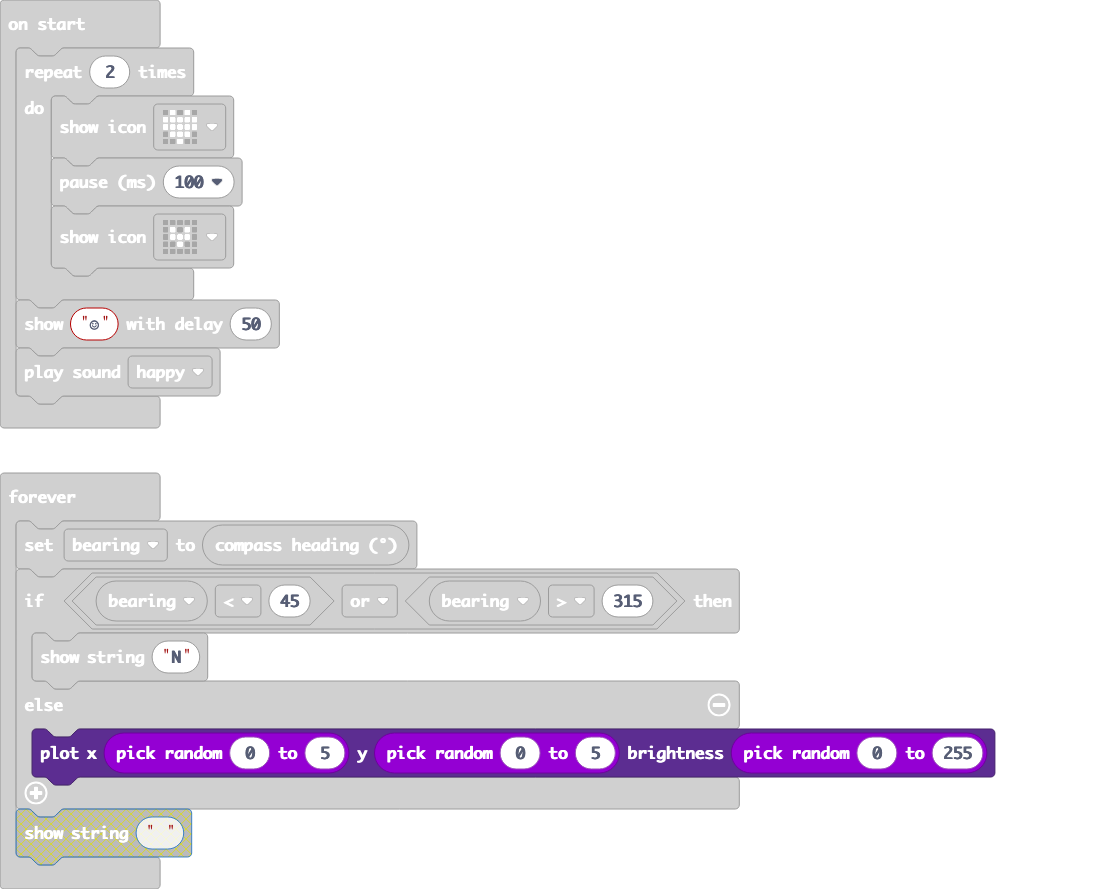 on start
repeat 2 times
do
show icon
pause (ms) 100
show icon
show "☺" with delay 50
play sound happy
forever
set bearing to compass heading (°)
if bearing < 45 or bearing > 315 then
show string "N"
else
plot x pick random 0 to 5 y pick random 0 to 5 brightness pick random 0 to 255
show string " "